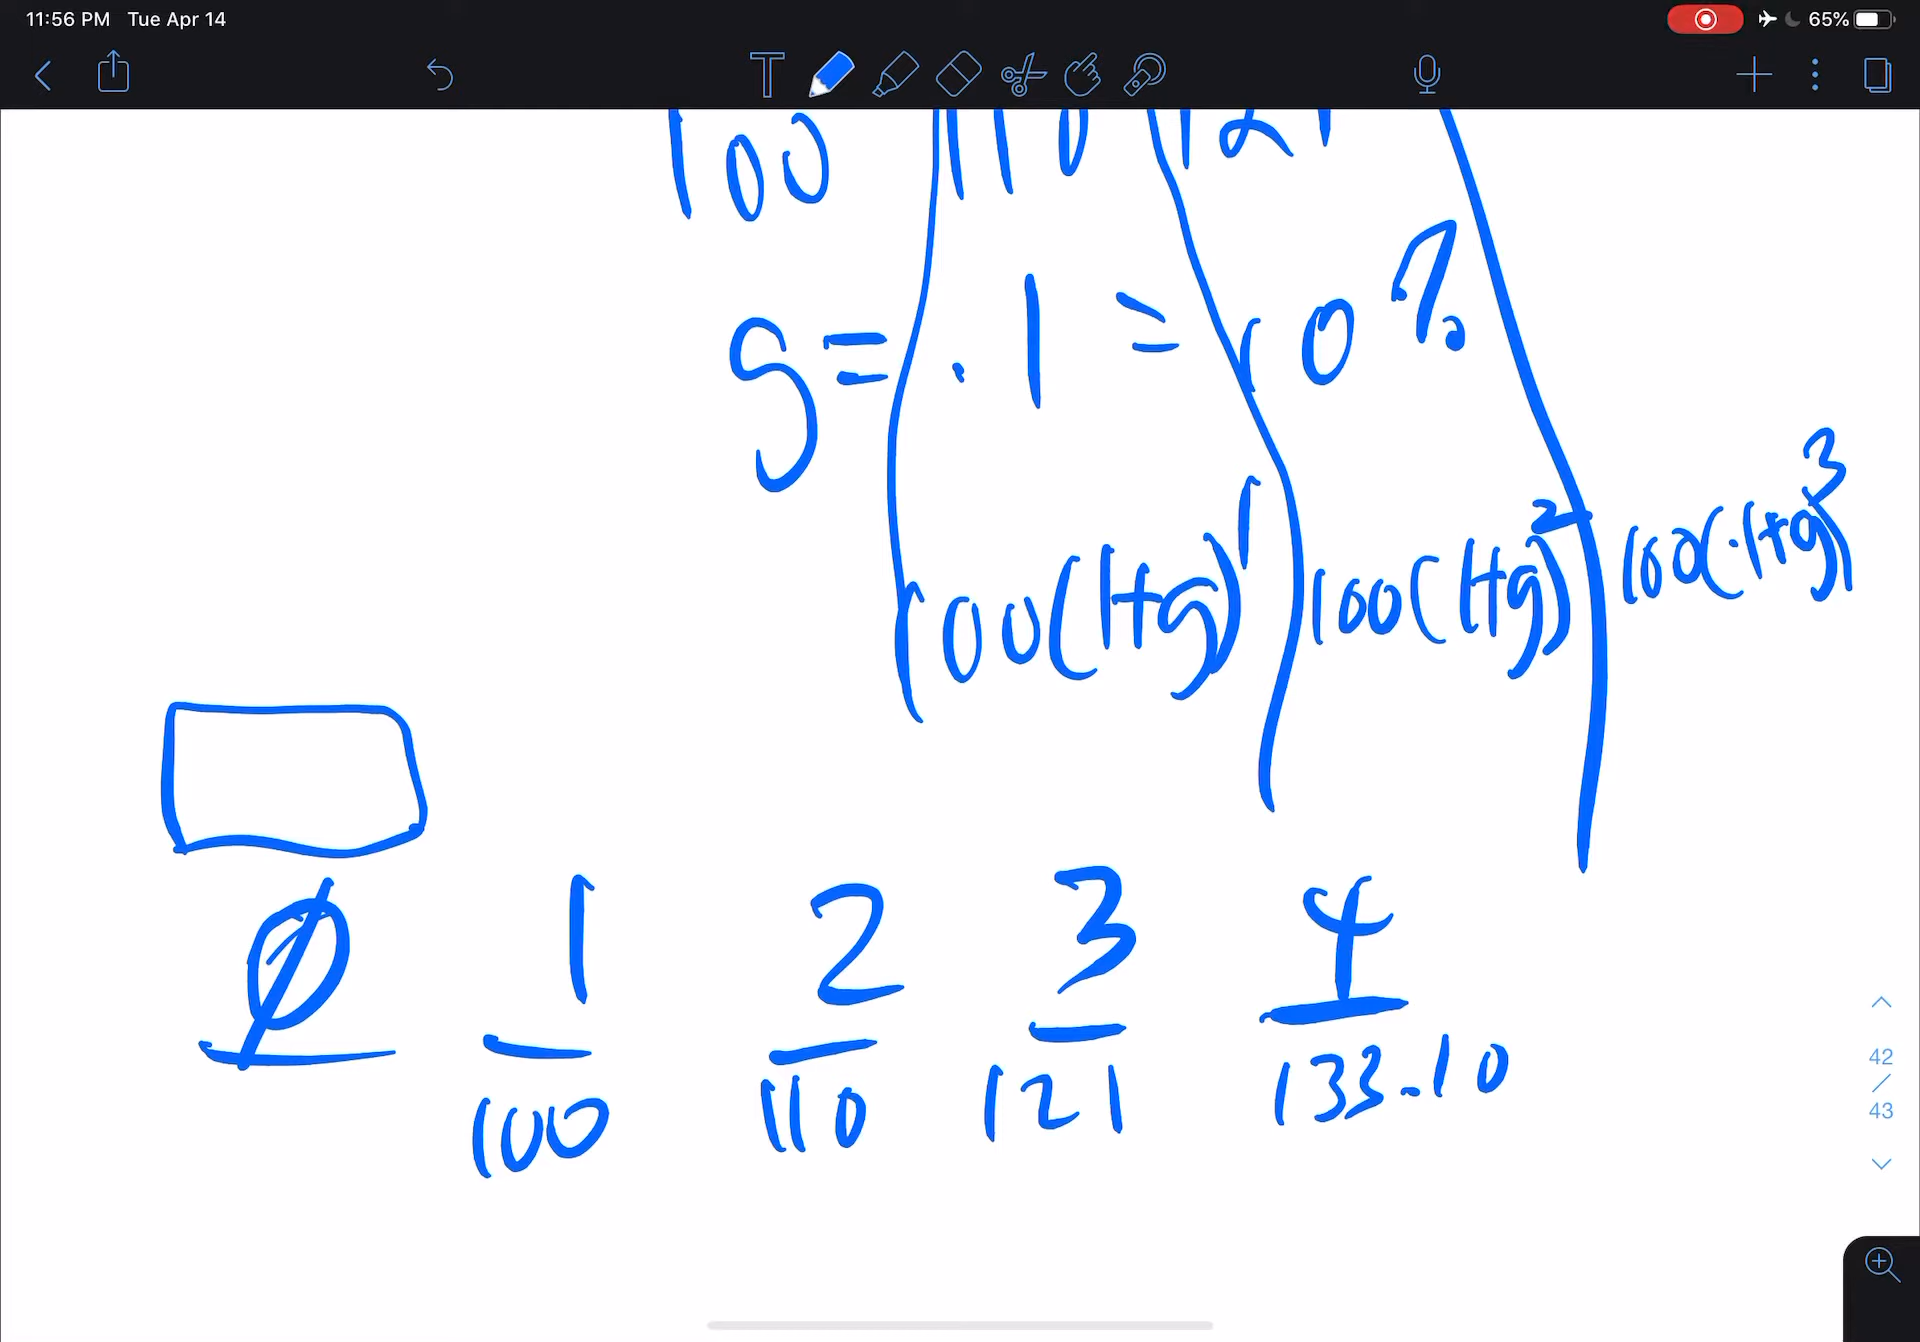 11:56 PM Tue Apr 14
65%
T
100 110 121
g = .1 = 10%
100(1+g)^1 100(1+g)^2 100(.1+g)^3
0 1 2 3 4
100 110 121 133.10
42
/
43